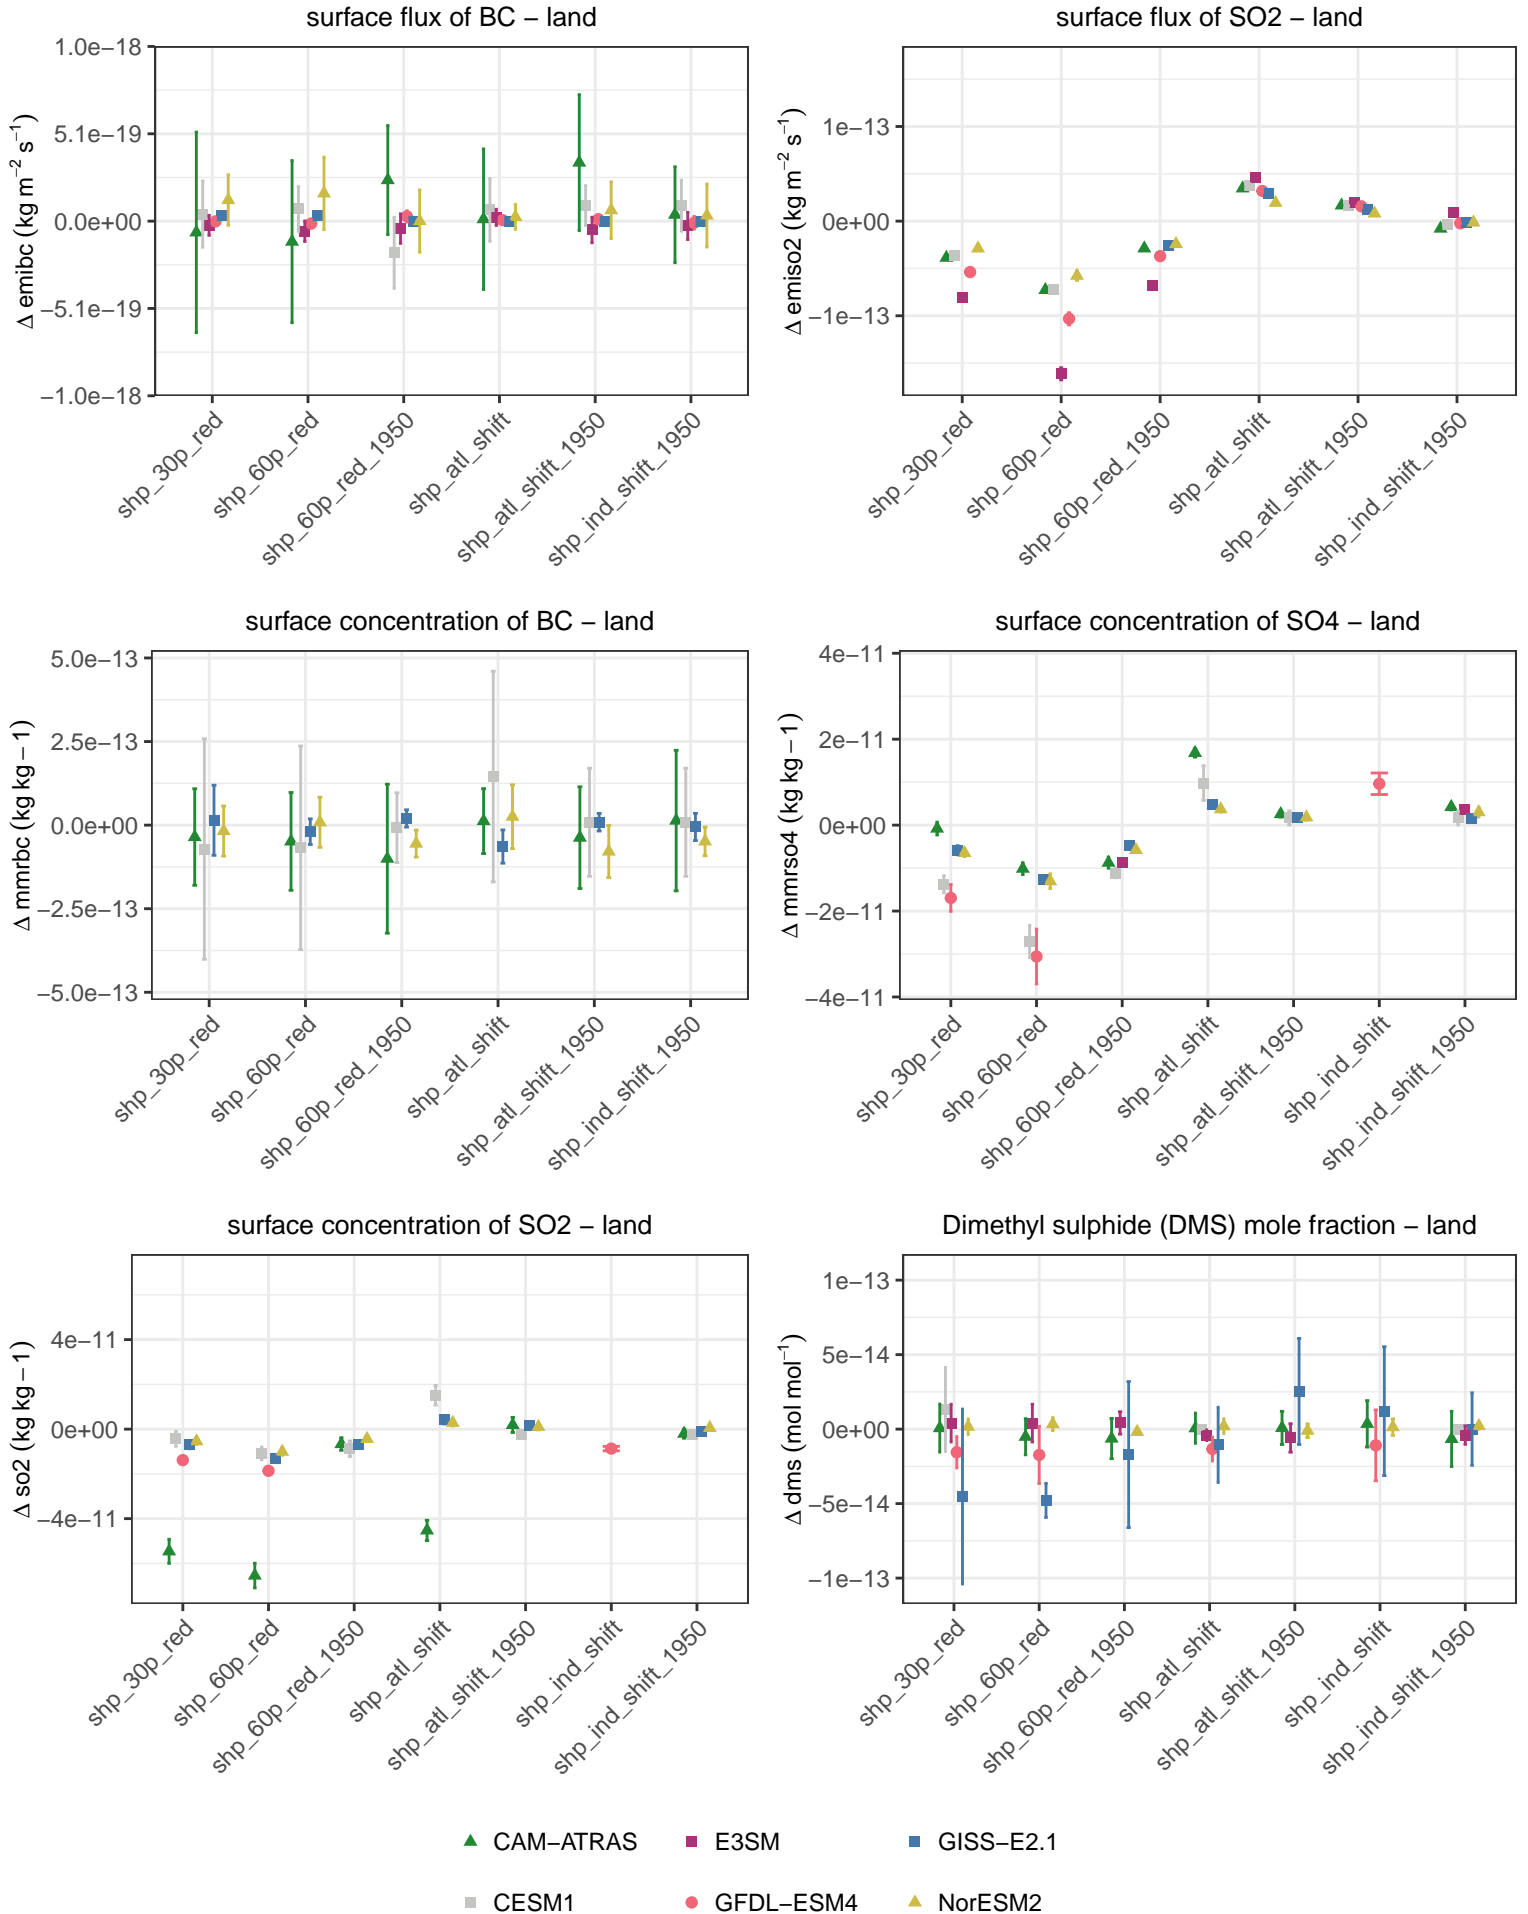 surface flux of BC − land
Δ emibc (kg m−2 s−1)
1.0e−18
5.1e−19
0.0e+00
−5.1e−19
−1.0e−18
shp_30p_red
shp_60p_red
shp_60p_red_1950
shp_atl_shift
shp_atl_shift_1950
shp_ind_shift_1950
surface flux of SO2 − land
Δ emiso2 (kg m−2 s−1)
1e−13
0e+00
−1e−13
shp_30p_red
shp_60p_red
shp_60p_red_1950
shp_atl_shift
shp_atl_shift_1950
shp_ind_shift_1950
surface concentration of BC − land
Δ mmrbc (kg kg − 1)
5.0e−13
2.5e−13
0.0e+00
−2.5e−13
−5.0e−13
shp_30p_red
shp_60p_red
shp_60p_red_1950
shp_atl_shift
shp_atl_shift_1950
shp_ind_shift_1950
surface concentration of SO4 − land
Δ mmrso4 (kg kg − 1)
4e−11
2e−11
0e+00
−2e−11
−4e−11
shp_30p_red
shp_60p_red
shp_60p_red_1950
shp_atl_shift
shp_atl_shift_1950
shp_ind_shift
shp_ind_shift_1950
surface concentration of SO2 − land
Δ so2 (kg kg − 1)
4e−11
0e+00
−4e−11
shp_30p_red
shp_60p_red
shp_60p_red_1950
shp_atl_shift
shp_atl_shift_1950
shp_ind_shift
shp_ind_shift_1950
Dimethyl sulphide (DMS) mole fraction − land
Δ dms (mol mol−1)
1e−13
5e−14
0e+00
−5e−14
−1e−13
shp_30p_red
shp_60p_red
shp_60p_red_1950
shp_atl_shift
shp_atl_shift_1950
shp_ind_shift
shp_ind_shift_1950
CAM−ATRAS E3SM GISS−E2.1
CESM1 GFDL−ESM4 NorESM2